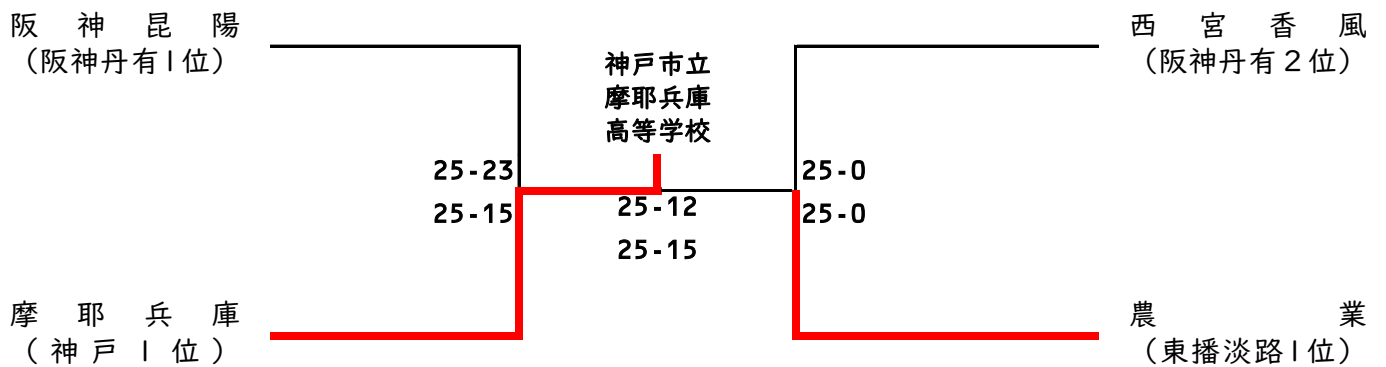 阪神昆陽
（阪神丹有1位）
西宮香風
（阪神丹有２位）
神戸市立
摩耶兵庫
高等学校
25-23
25-15
25-12
25-15
25-0
25-0
摩耶兵庫
（神戸1位）
農業
（東播淡路1位）